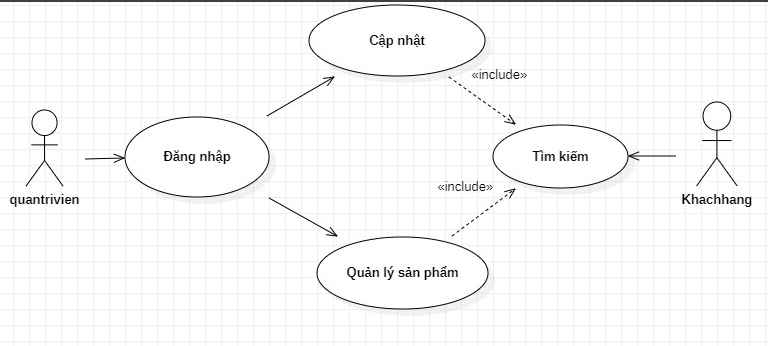 Cập nhật
«include»
Đăng nhập
Tìm kiếm
quantrivien
Khachhang
«include»
Quản lý sản phẩm